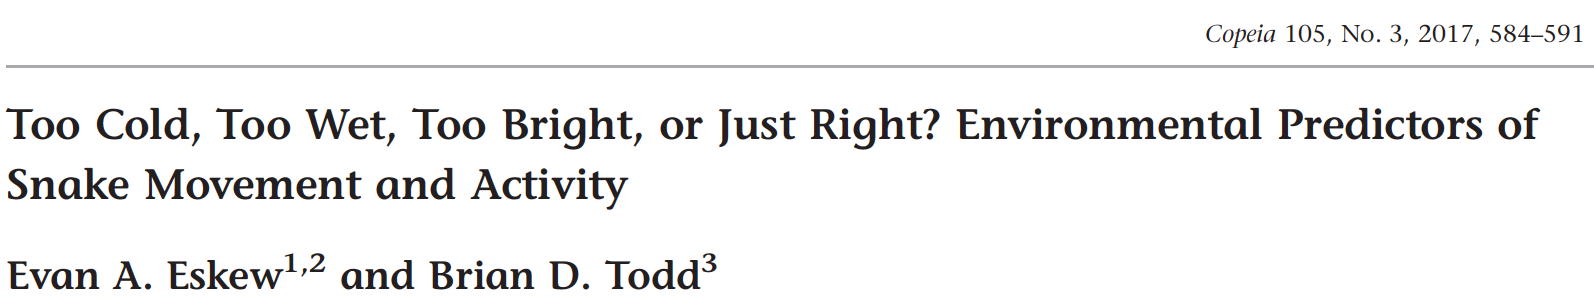 Copeia 105, No. 3, 2017, 584–591
Too Cold, Too Wet, Too Bright, or Just Right? Environmental Predictors of
Snake Movement and Activity
Evan A. Eskew1,2 and Brian D. Todd3